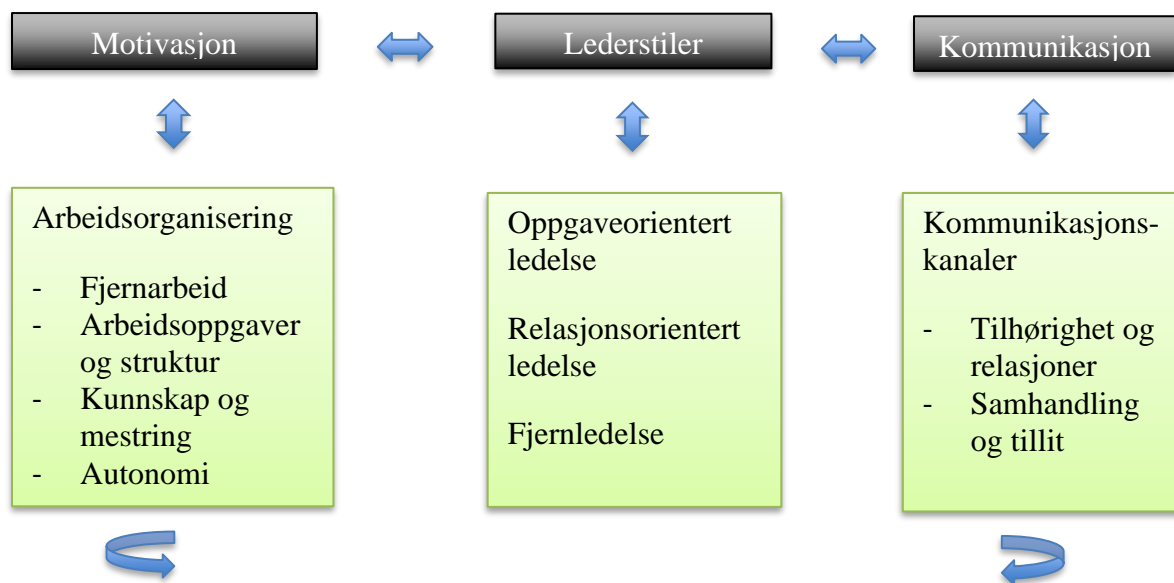 Motivasjon
Lederstiler
Kommunikasjon
Arbeidsorganisering
- Fjernarbeid
- Arbeidsoppgaver
og struktur
- Kunnskap og
mestring
- Autonomi
Oppgaveorientert
ledelse
Relasjonsorientert
ledelse
Fjernledelse
Kommunikasjons-
kanaler
- Tilhørighet og
relasjoner
- Samhandling
og tillit